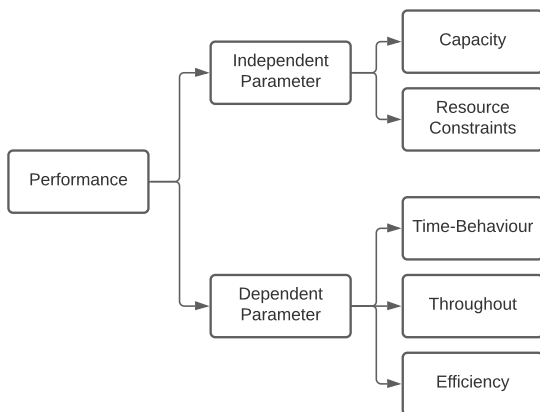 Performance
Independent
Parameter
Capacity
Resource
Constraints
Dependent
Parameter
Time-Behaviour
Throughout
Efficiency